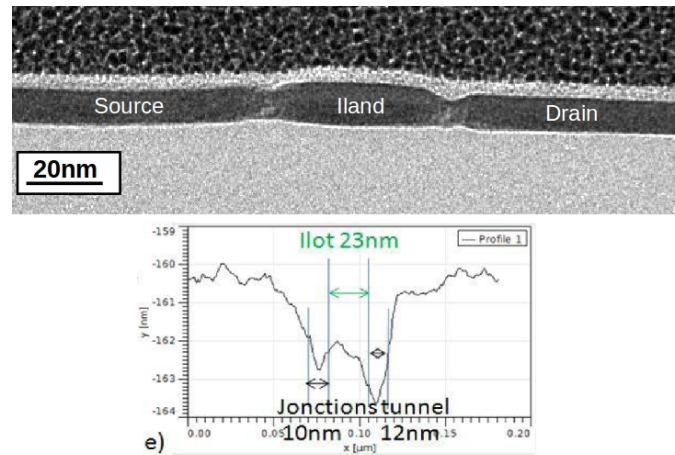 Source
Iland
Drain
20nm
-159
Ilot 23nm
Profile 1
-160
-161
y [nm]
-162
-163
-164
Jonctions tunnel
0.00 0.05 0.10 0.15 0.20
10nm 12nm
x [µm]
e)